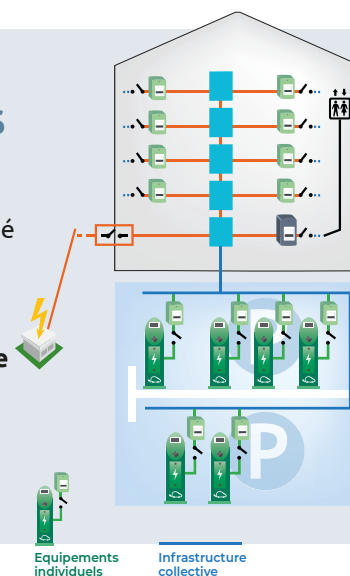 s
é
e
P
P
Equipements
individuels
Infrastructure
collective